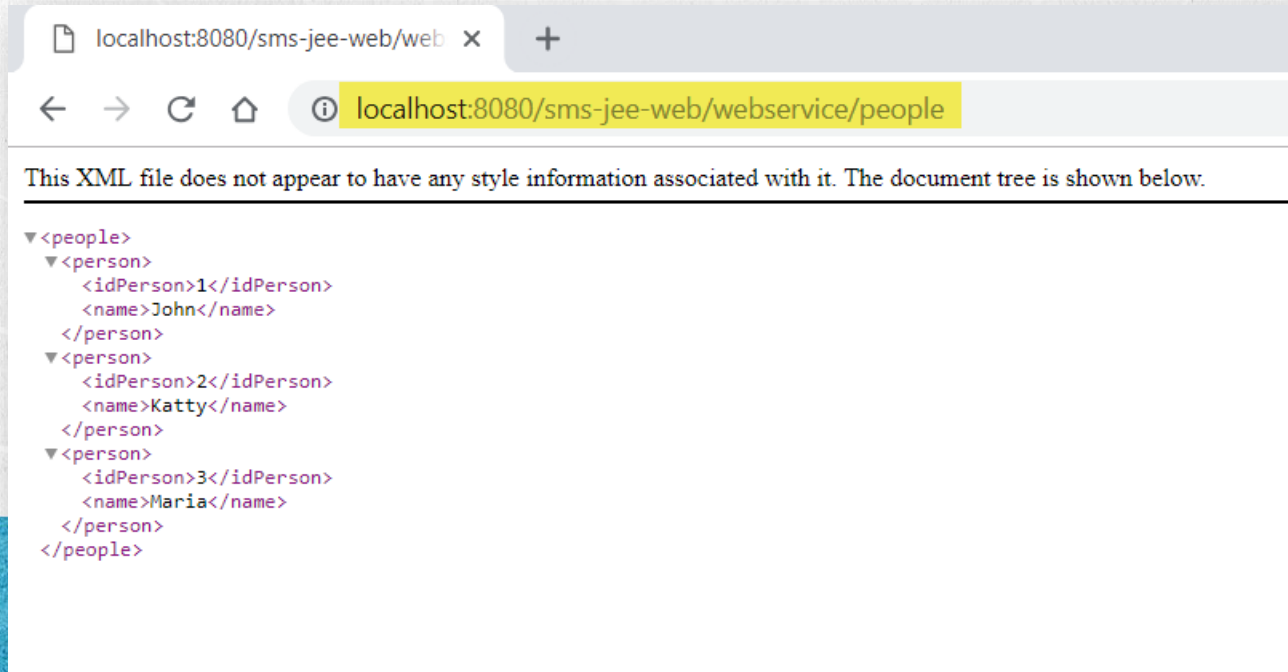 localhost:8080/sms-jee-web/web
localhost:8080/sms-jee-web/webservice/people
This XML file does not appear to have any style information associated with it. The document tree is shown below.
▼<people>
▼<person>
<idPerson>1</idPerson>
<name>John</name>
</person>
▼<person>
<idPerson>2</idPerson>
<name>Katty</name>
</person>
▼<person>
<idPerson>3</idPerson>
<name>Maria</name>
</person>
</people>